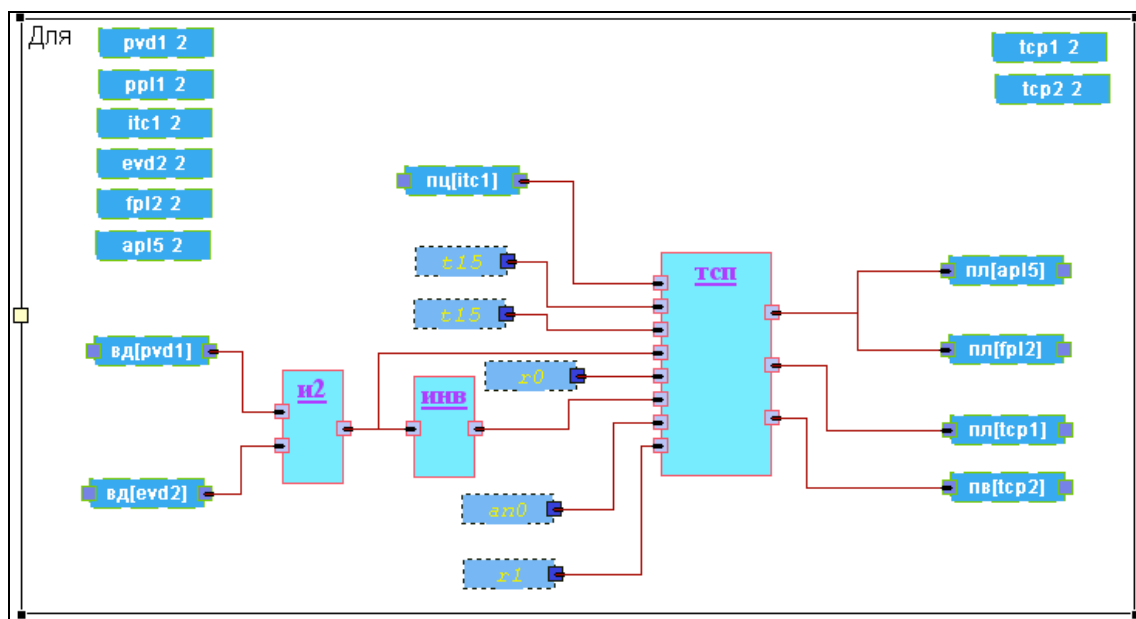 Для
pvd1 2
ppl1 2
itc1 2
evd2 2
fpl2 2
apl5 2
tcp1 2
tcp2 2
пц[itc1]
t15
t15
вд[pvd1]
вд[evd2]
и2
инв
r0
an0
r1
тсп
пл[apl5]
пл[fpl2]
пл[tcp1]
пв[tcp2]